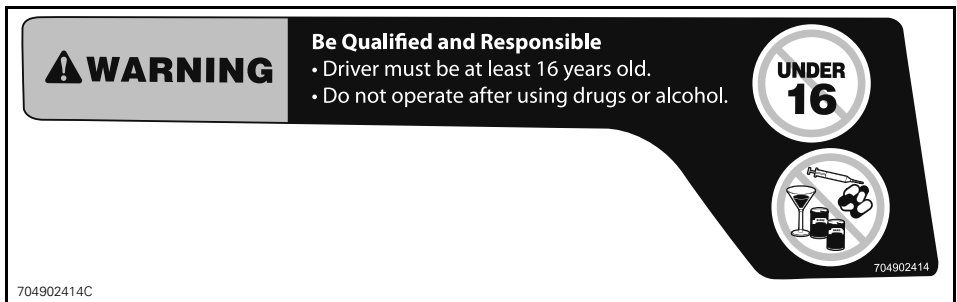 WARNING
Be Qualified and Responsible
• Driver must be at least 16 years old.
• Do not operate after using drugs or alcohol.
UNDER
16
704902414
704902414C